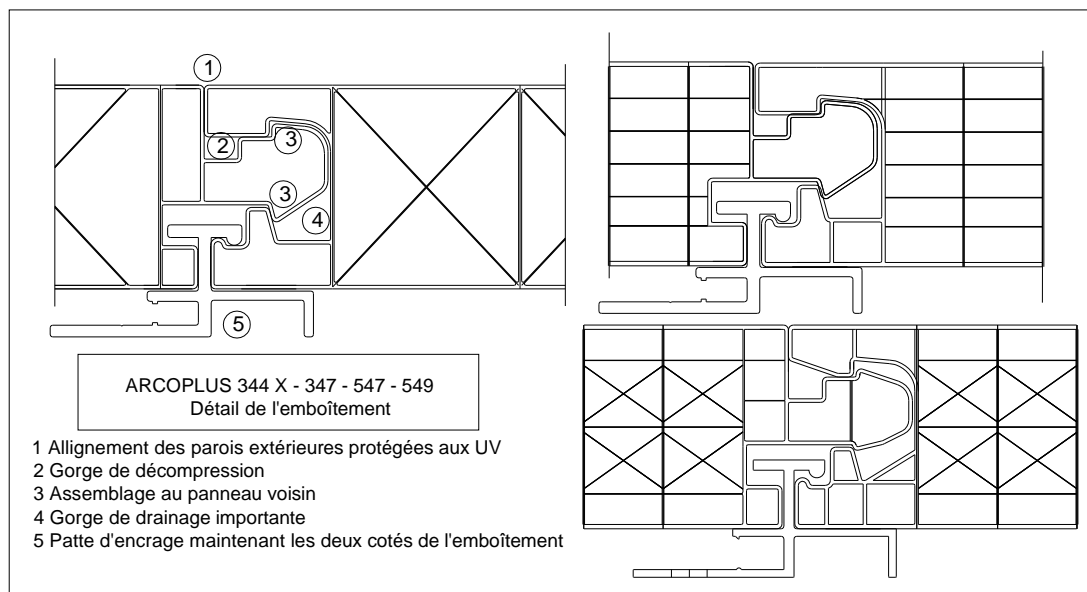 1
2
3
3
4
5
ARCOPLUS 344 X - 347 - 547 - 549
Détail de l'emboîtement
1 Allignement des parois extérieures protégées aux UV
2 Gorge de décompression
3 Assemblage au panneau voisin
4 Gorge de drainage importante
5 Patte d'encrage maintenant les deux cotés de l'emboîtement